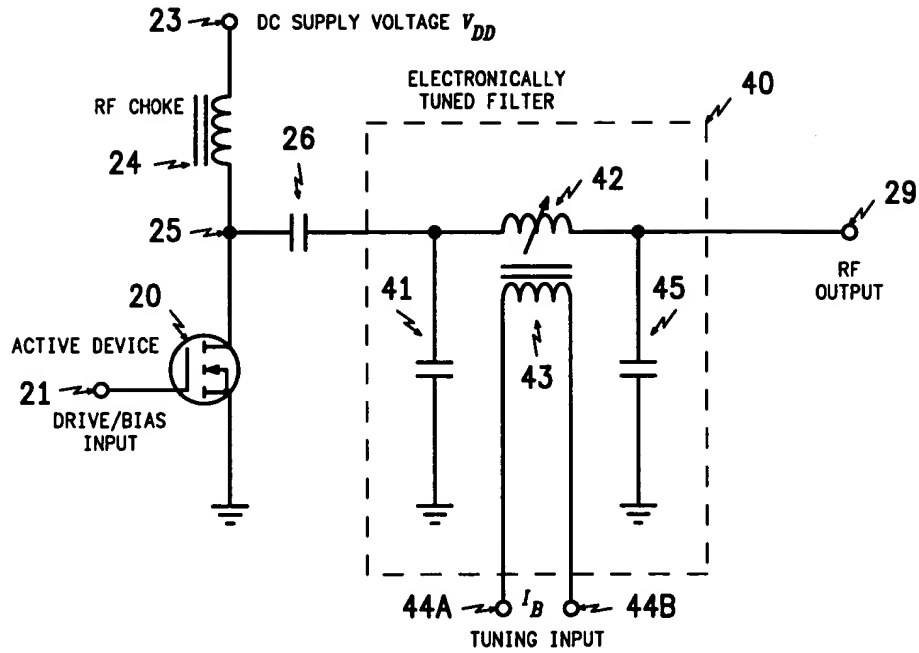 23
DC SUPPLY VOLTAGE V_DD
ELECTRONICALLY
TUNED FILTER
40
RF CHOKE
24
26
42
29
25
41
45
RF
OUTPUT
20
43
ACTIVE DEVICE
21
DRIVE/BIAS
INPUT
44A
I_B
44B
TUNING INPUT